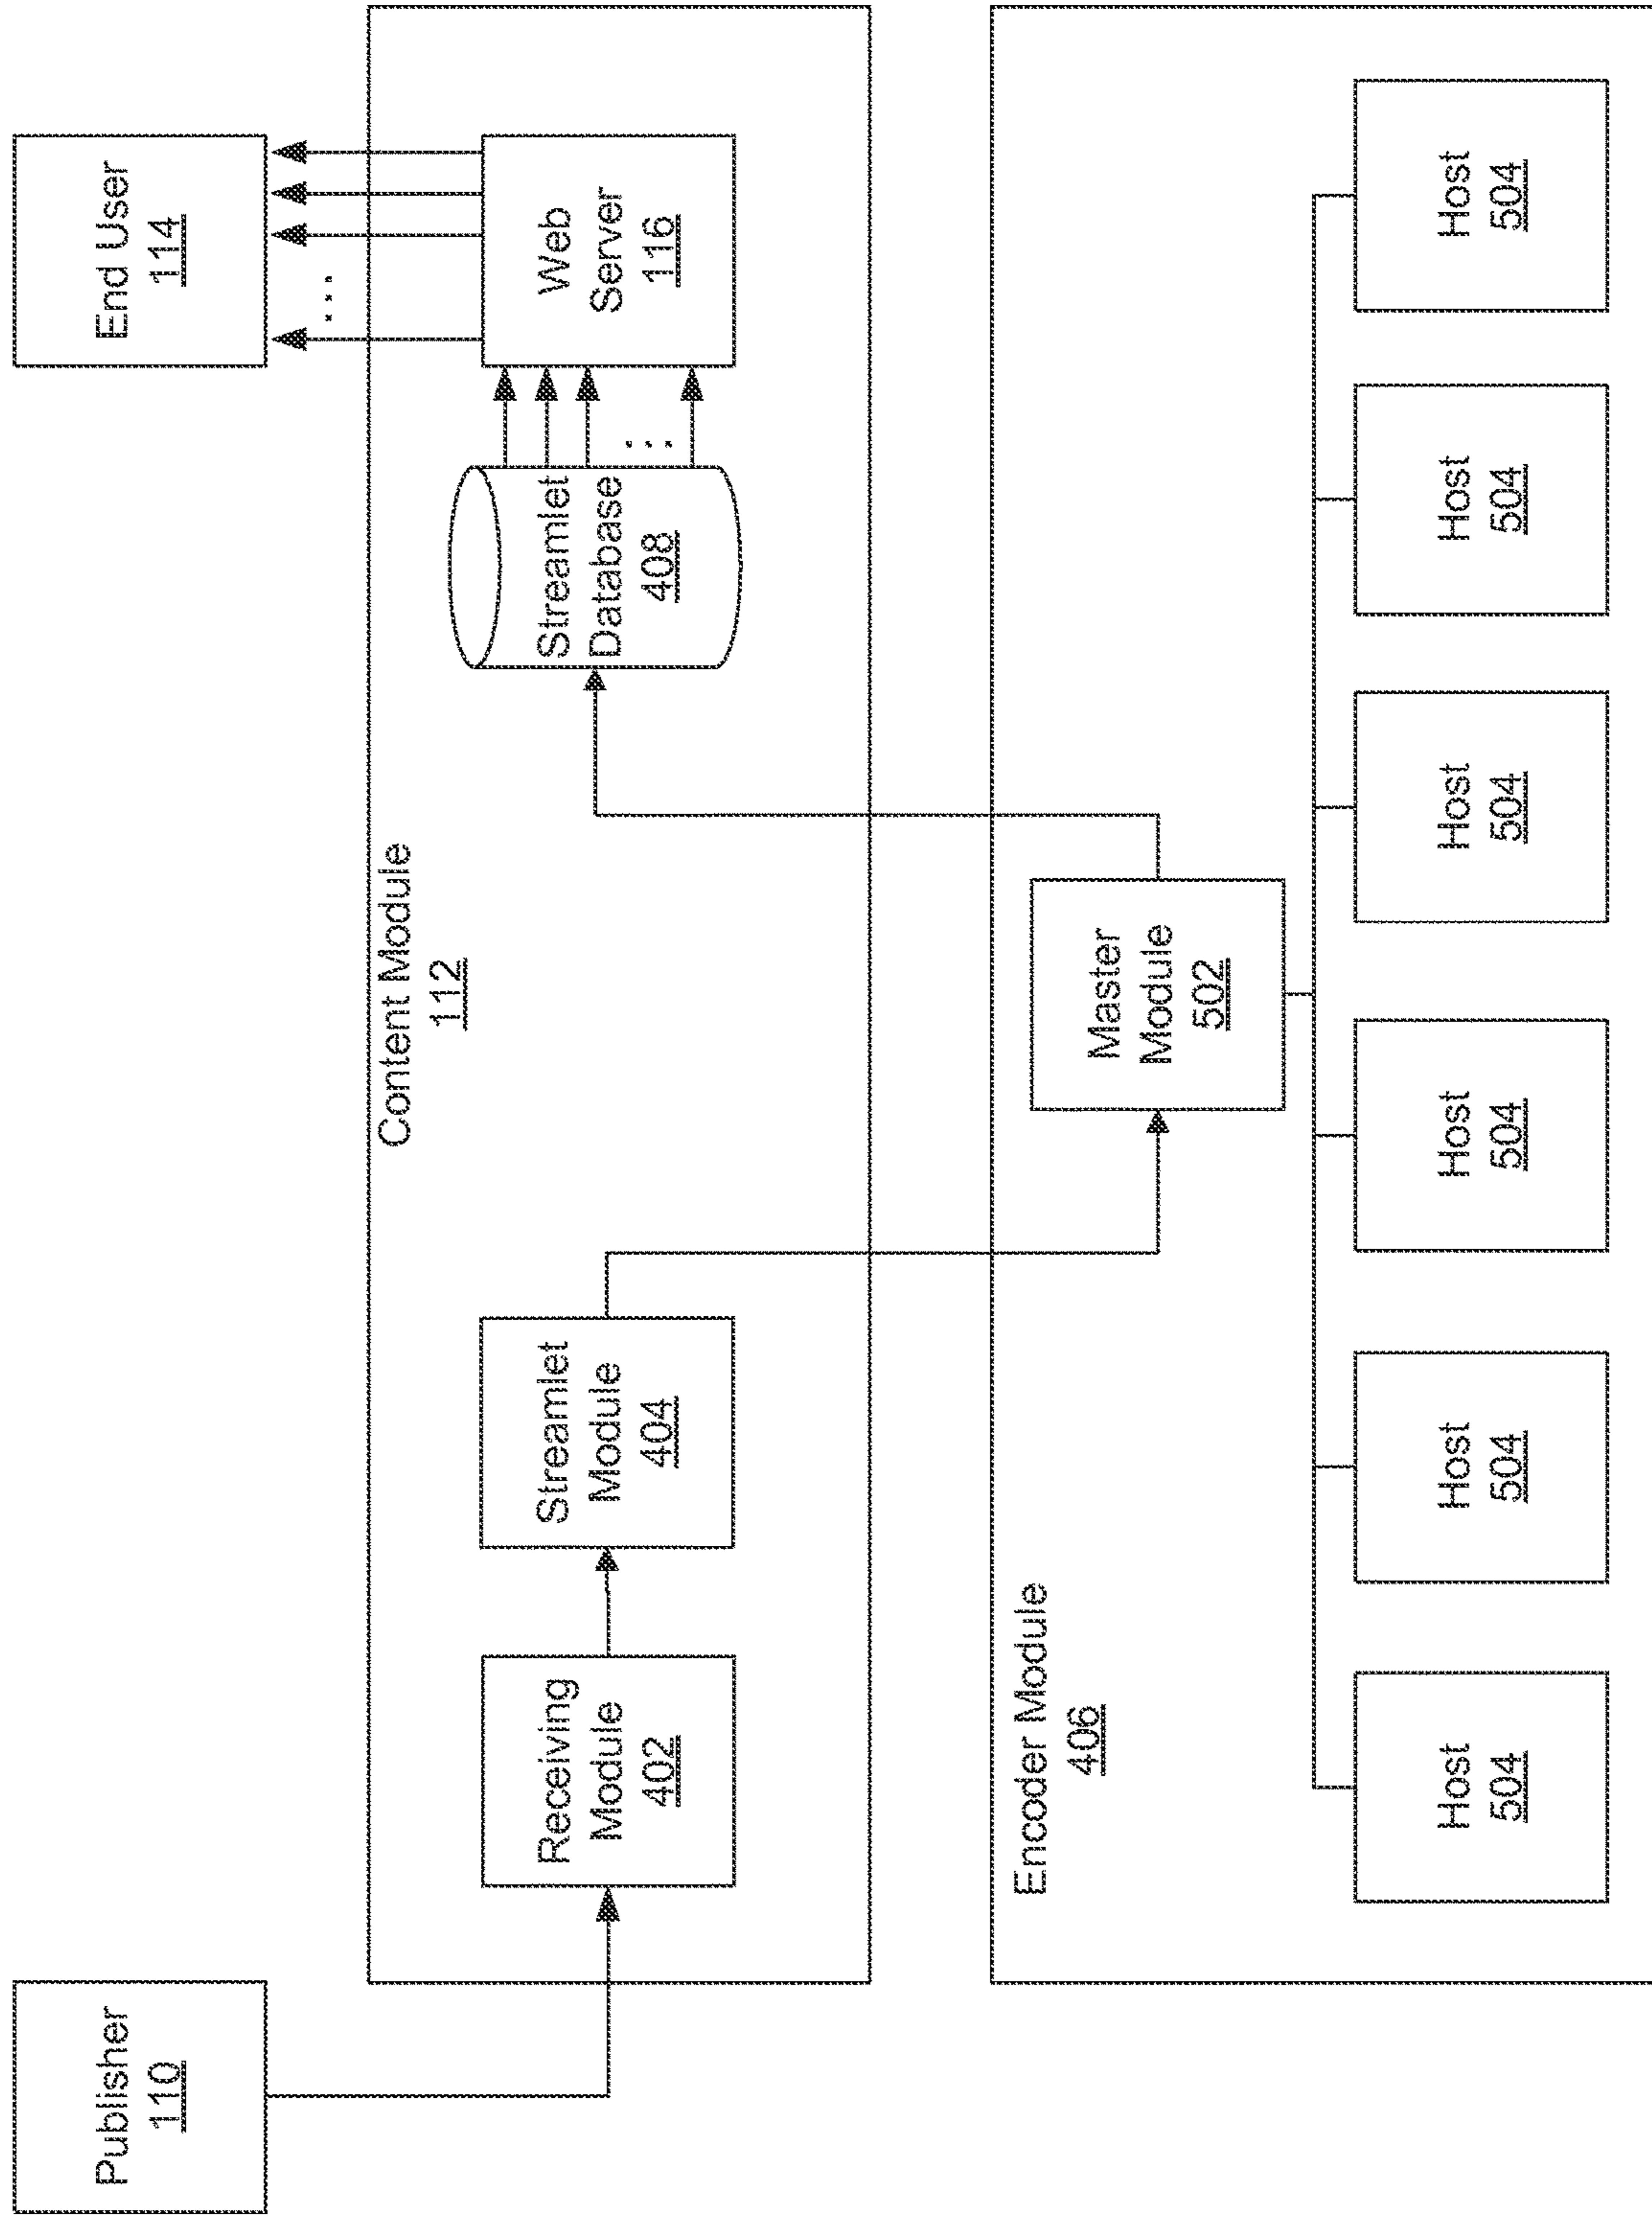 Publisher
110
End User
114
Content Module
112
Receiving
Module
402
Streamlet
Module
404
Streamlet
Database
408
...
Web
Server
116
...
Encoder Module
406
Master
Module
502
Host
504
Host
504
Host
504
Host
504
Host
504
Host
504